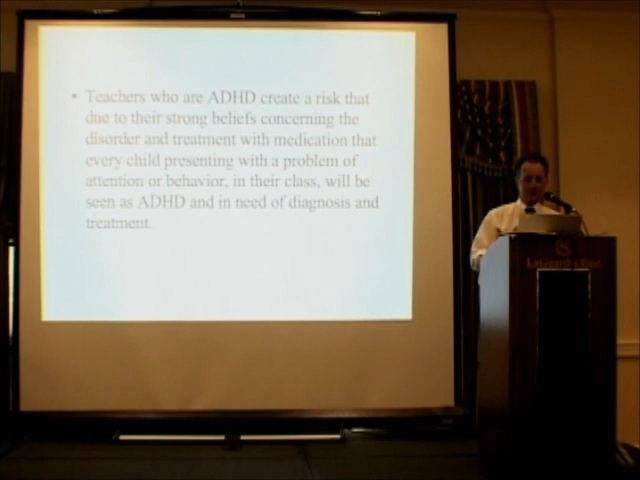 • Teachers who are ADHD create a risk that
due to their strong beliefs concerning the
disorder and treatment with medication that
every child presenting with a problem of
attention or behavior, in their class, will be
seen as ADHD and in need of diagnosis and
treatment.